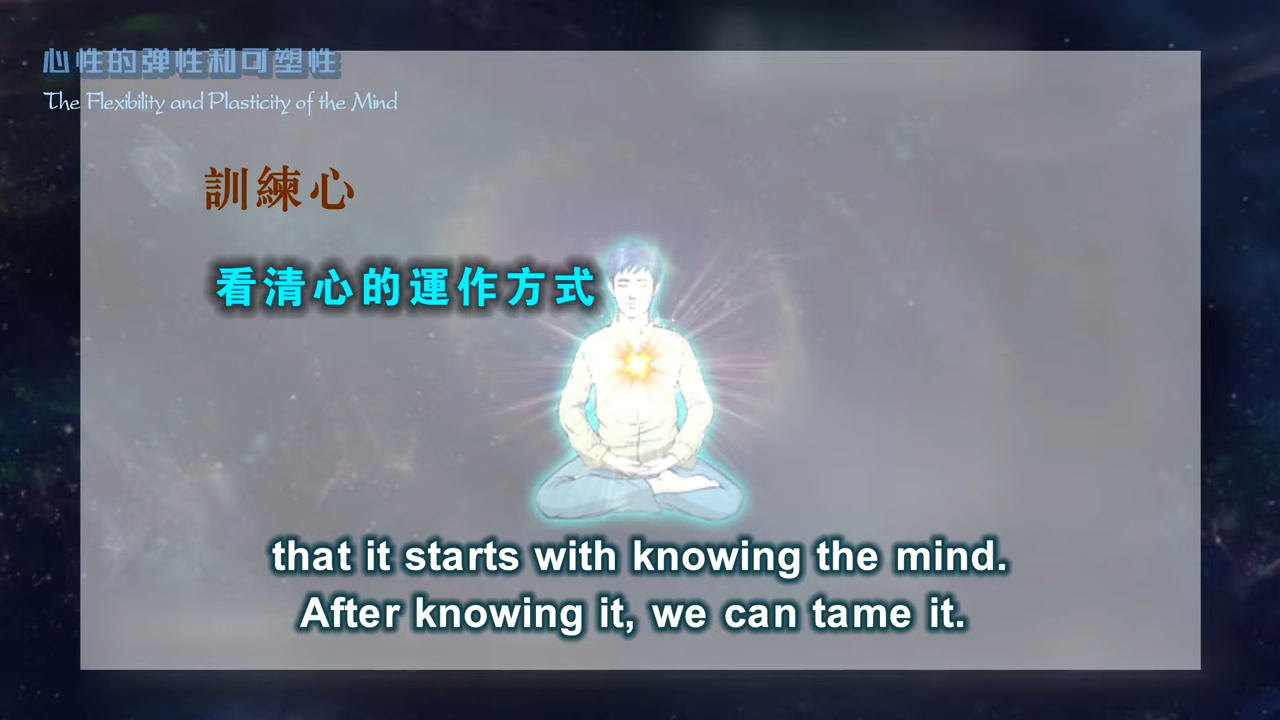 心性的弹性和可塑性
The Flexibility and Plasticity of the Mind
訓練心
看清心的運作方式
that it starts with knowing the mind.
After knowing it, we can tame it.